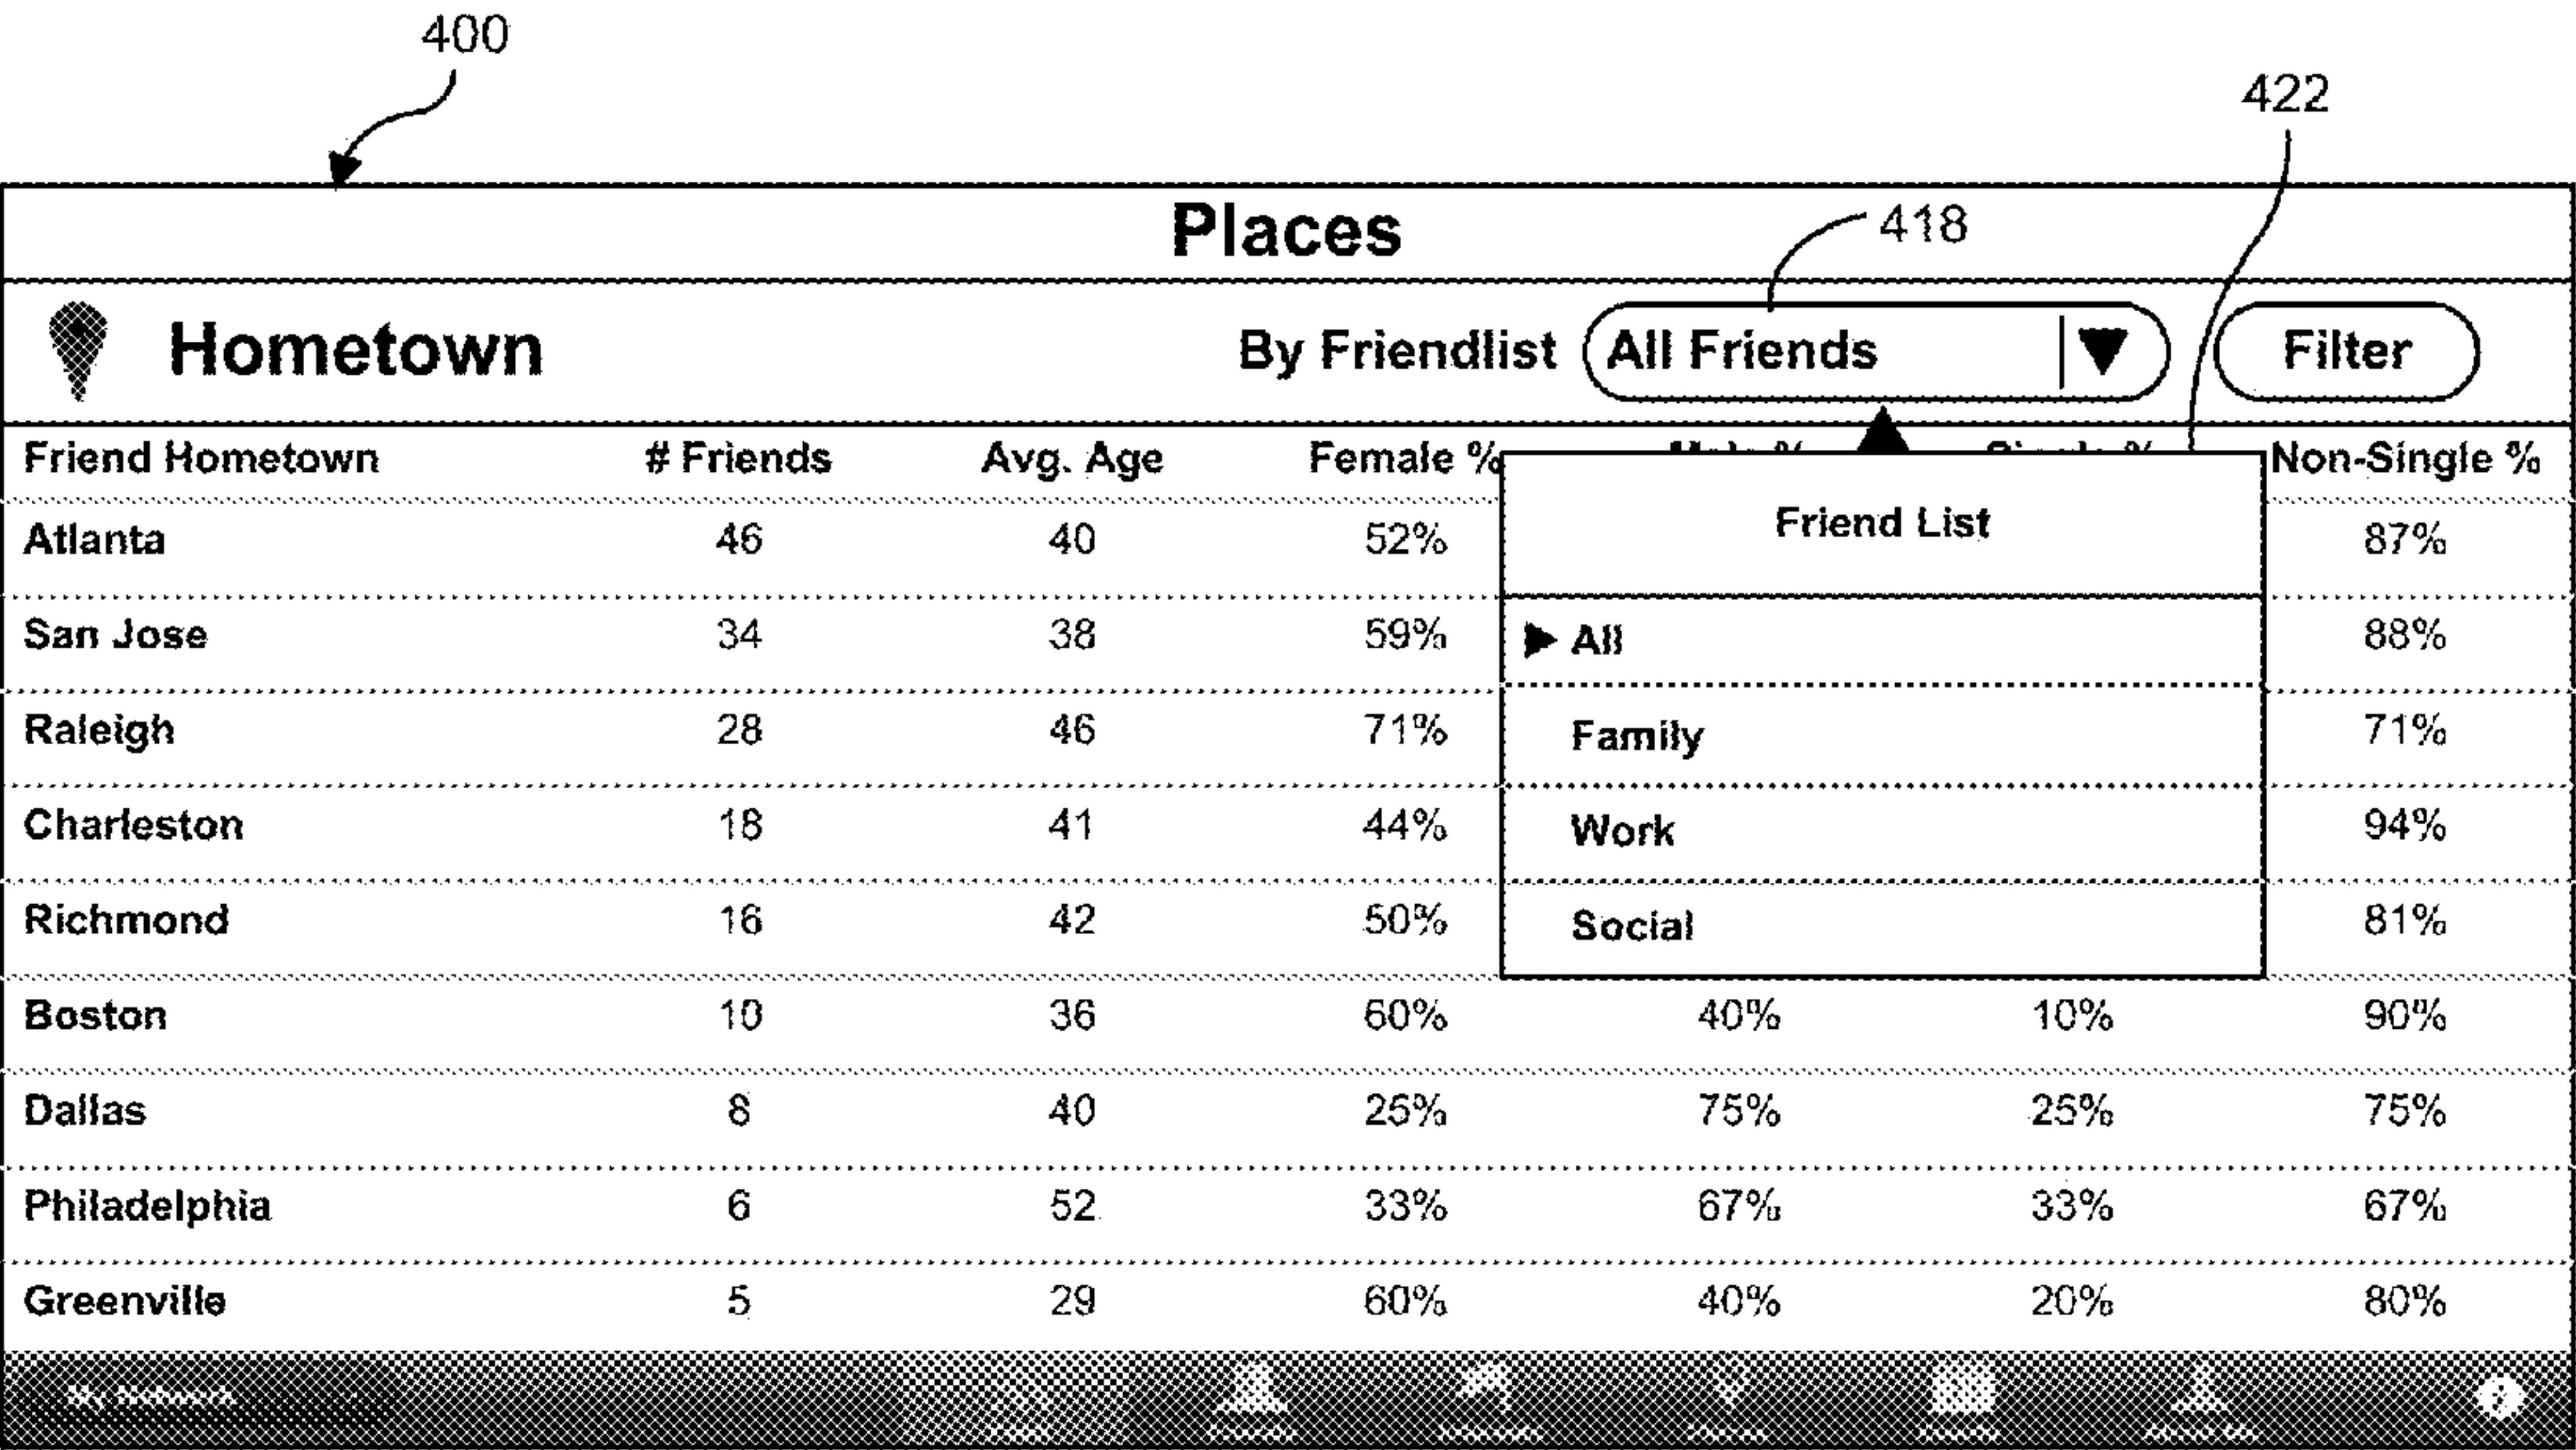 400
422
Places
418
Hometown By Friendlist All Friends Filter
Friend Hometown # Friends Avg. Age Female % Non-Single %
Friend List
Atlanta 46 40 52% 87%
San Jose 34 38 59% All 88%
Raleigh 28 46 71% Family 71%
Charleston 18 41 44% Work 94%
Richmond 16 42 50% Social 81%
Boston 10 36 60% 40% 10% 90%
Dallas 8 40 25% 75% 25% 75%
Philadelphia 6 52 33% 67% 33% 67%
Greenville 5 29 60% 40% 20% 80%
My Network